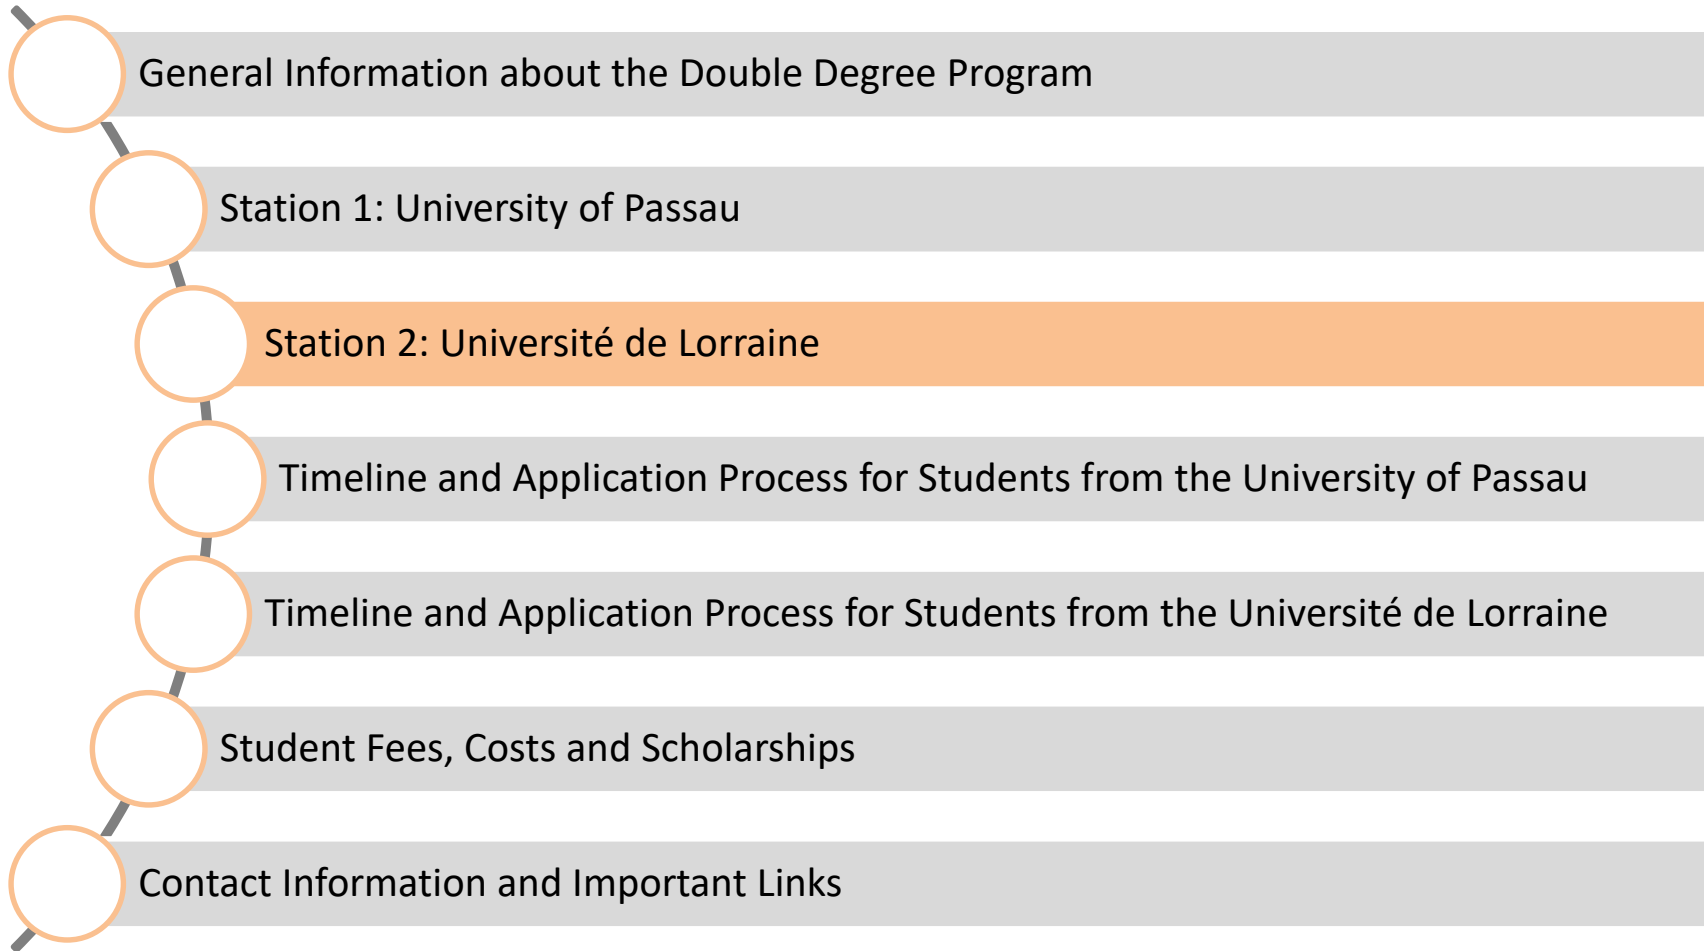 General Information about the Double Degree Program
Station 1: University of Passau
Station 2: Université de Lorraine
Timeline and Application Process for Students from the University of Passau
Timeline and Application Process for Students from the Université de Lorraine
Student Fees, Costs and Scholarships
Contact Information and Important Links